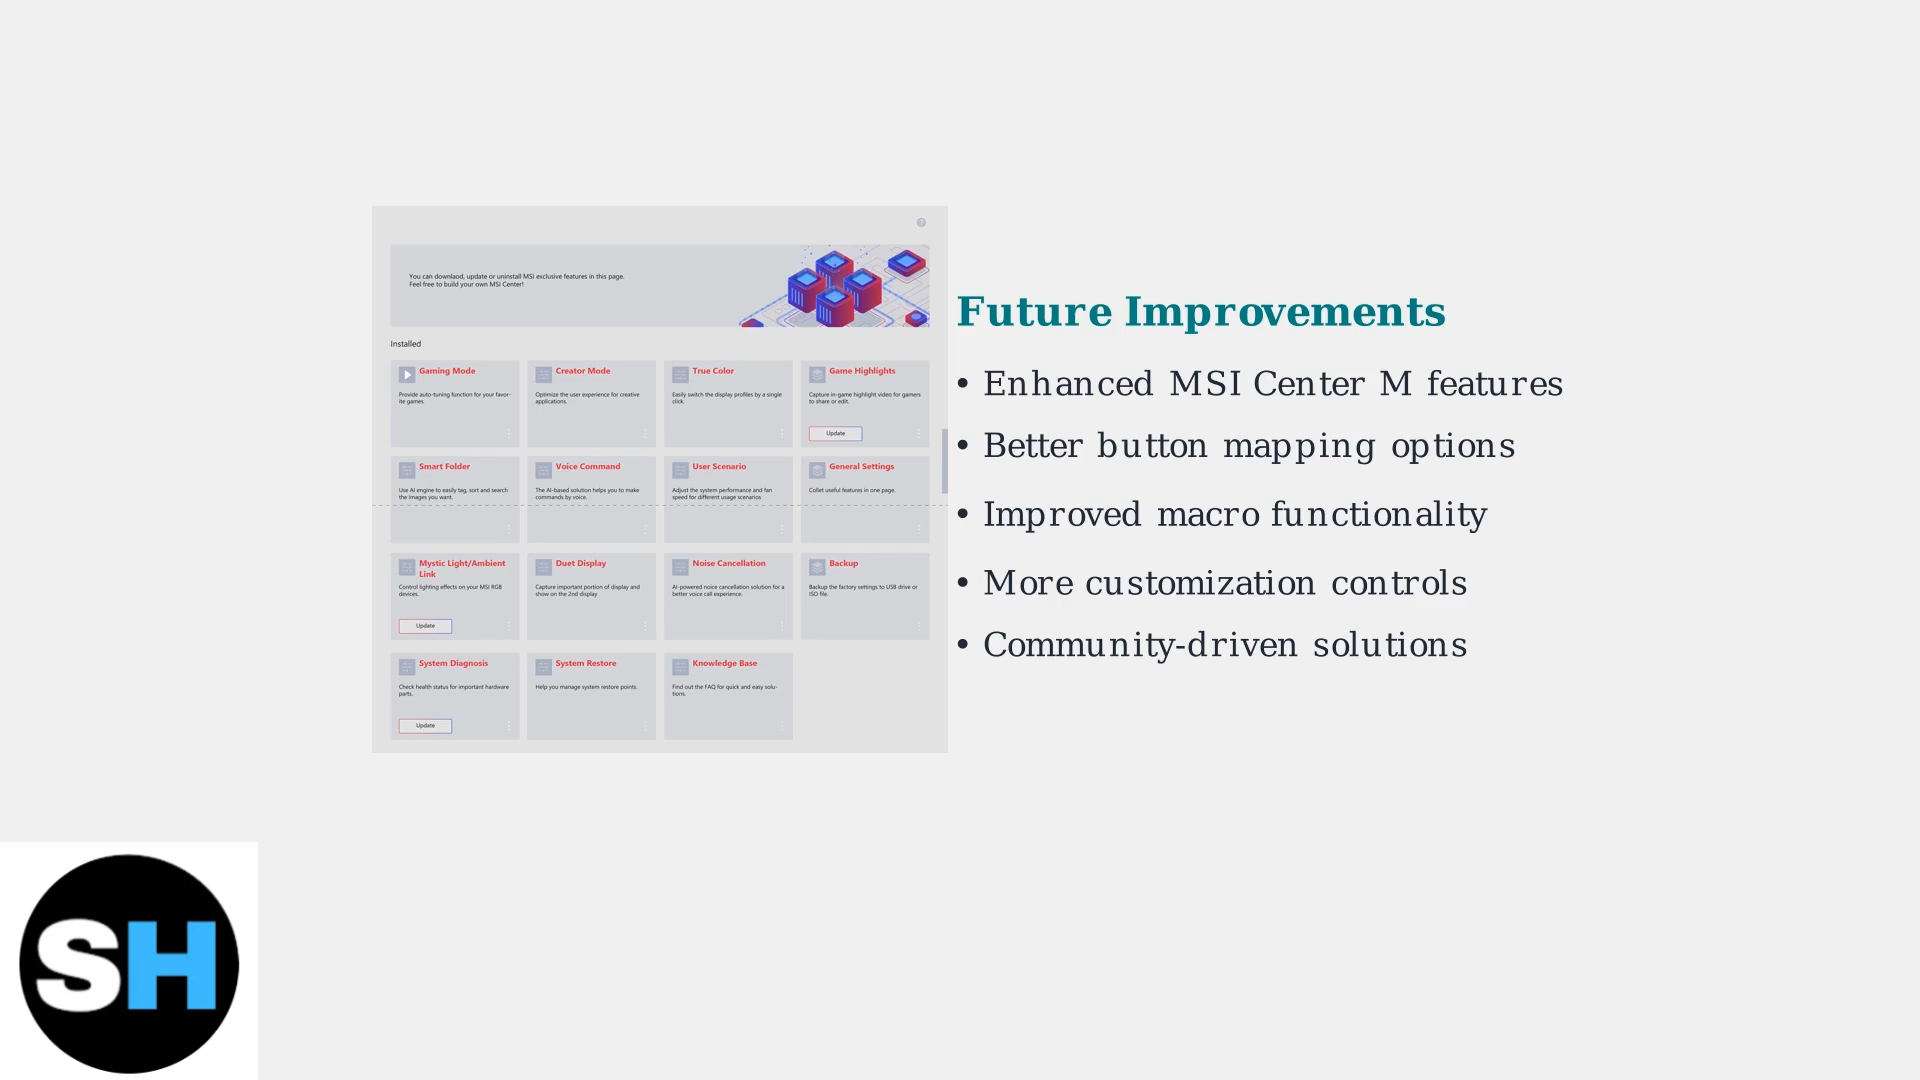 You can downlaod, update or uninstall MSI exclusive features in this page.
Feel free to build your own MSI Center!
Installed
Gaming Mode
Provide auto-tuning function for your favor-
ite games.
Creator Mode
Optimize the user experience for creative
applications.
True Color
Easily switch the display profiles by a single
click.
Game Highlights
Capture in-game highlight video for gamers
to share or edit.
Update
Smart Folder
Use AI engine to easily tag, sort and search
the images you want.
Voice Command
The AI-based solution helps you to make
commands by voice.
User Scenario
Adjust the system performance and fan
speed for different usage scenarios
General Settings
Collet useful features in one page.
Mystic Light/Ambient
Link
Control lighting effects on your MSI RGB
devices.
Update
Duet Display
Capture important portion of display and
show on the 2nd display
Noise Cancellation
AI-powered noice cancellation solution for a
better voice call experience.
Backup
Backup the factory settings to USB drive or
ISO file.
System Diagnosis
Check health status for important hardware
parts.
Update
System Restore
Help you manage system restore points.
Knowledge Base
Find out the FAQ for quick and easy solu-
tions.
Future Improvements
• Enhanced MSI Center M features
• Better button mapping options
• Improved macro functionality
• More customization controls
• Community-driven solutions
SH